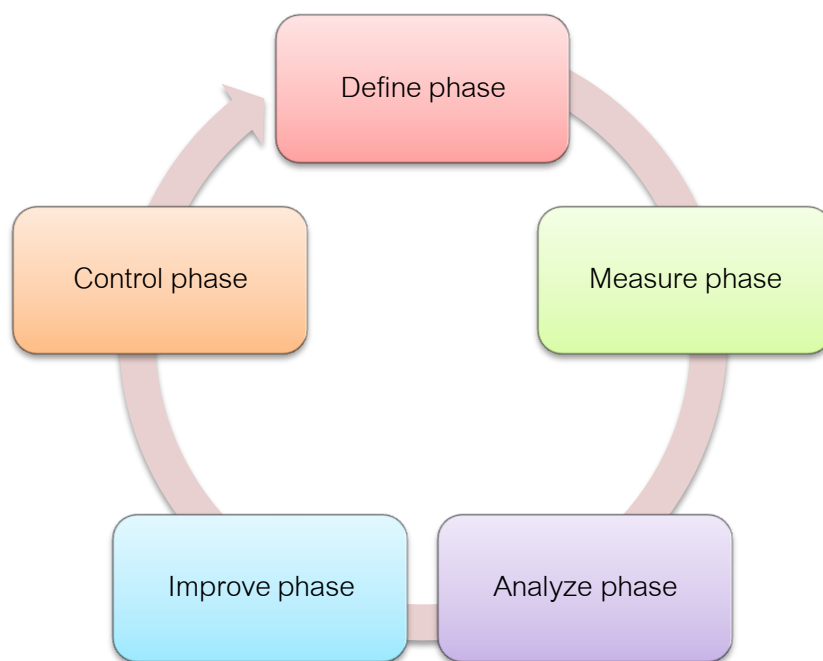 Define phase
Measure phase
Analyze phase
Improve phase
Control phase